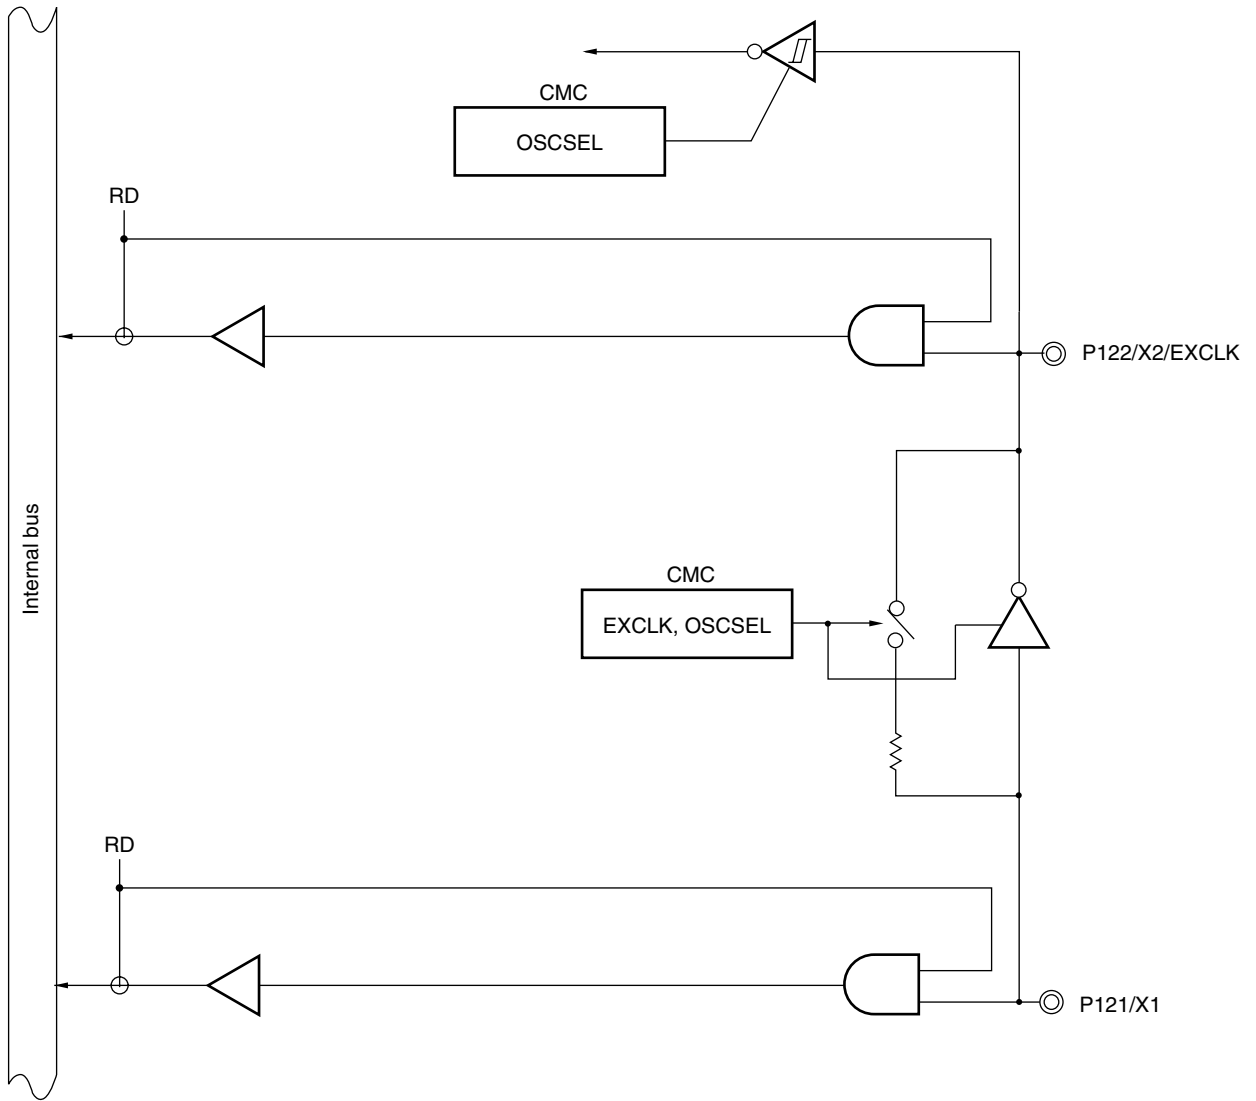 CMC
OSCSEL
RD
P122/X2/EXCLK
Internal bus
CMC
EXCLK, OSCSEL
RD
P121/X1